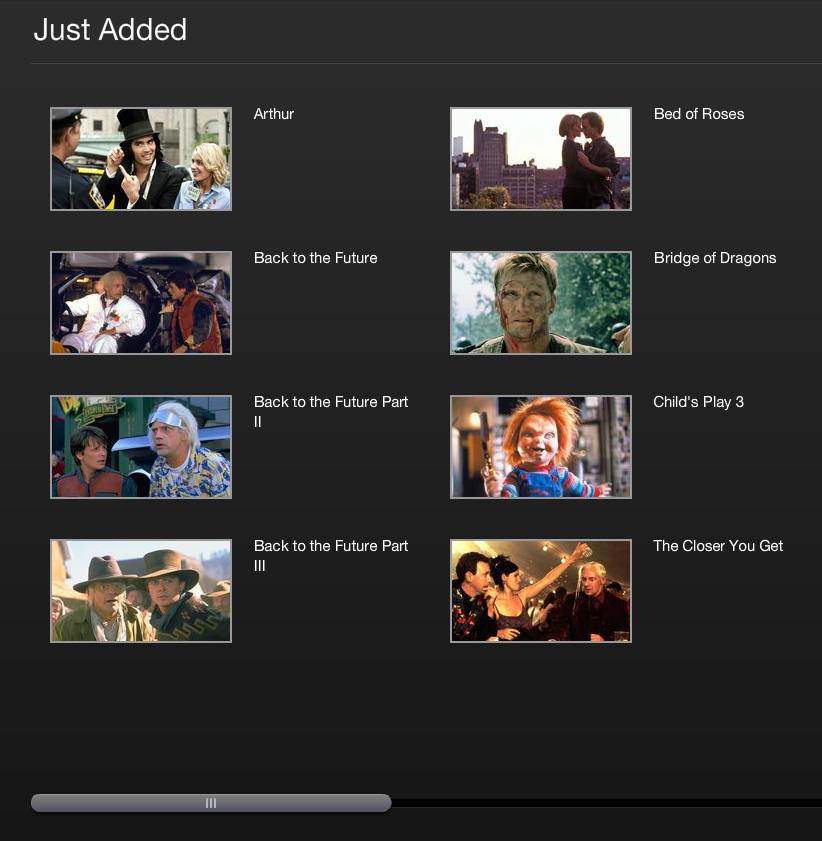 Just Added
Arthur
Back to the Future
Back to the Future Part
II
Back to the Future Part
III
Bed of Roses
Bridge of Dragons
Child's Play 3
The Closer You Get